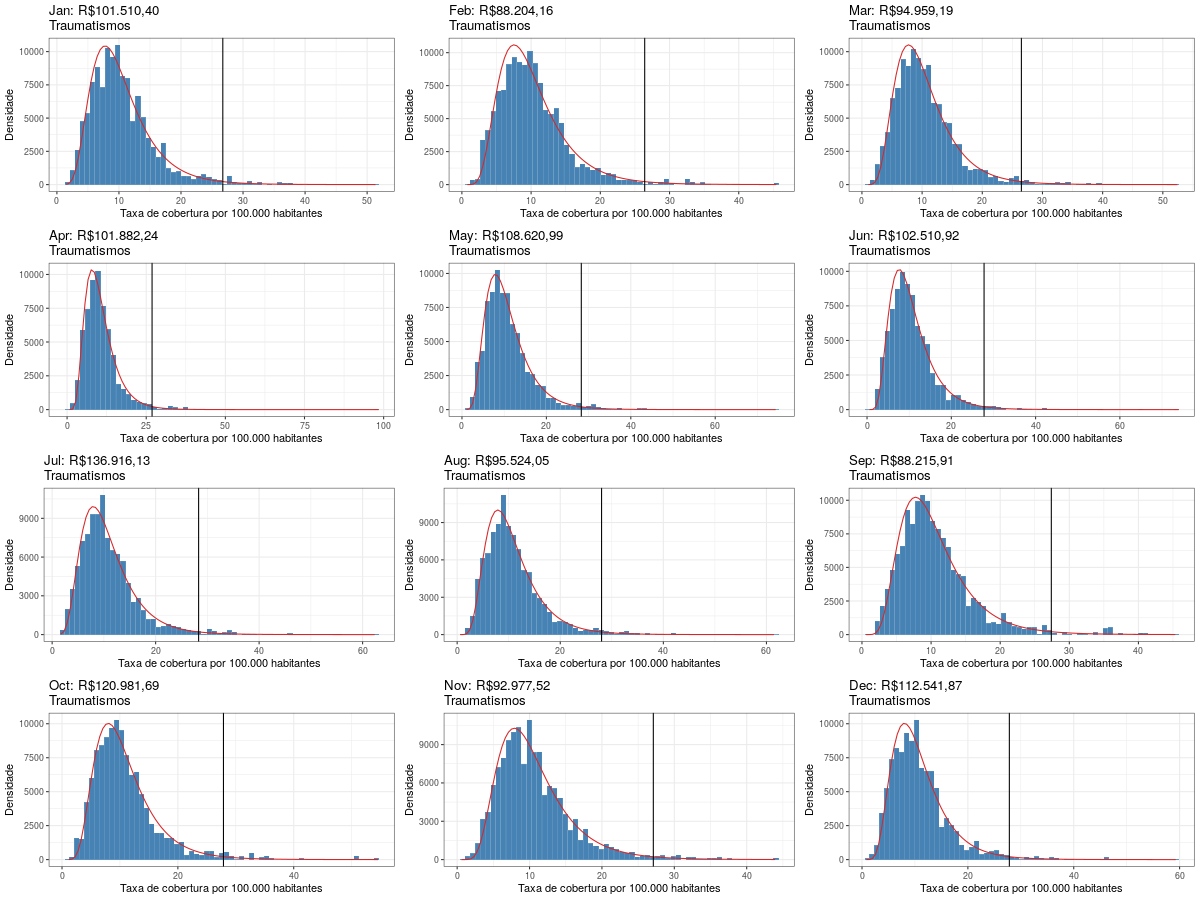 Jan: R$101.510,40
Traumatismos
Densidade
10000
7500
5000
2500
0
0 10 20 30 40 50
Taxa de cobertura por 100.000 habitantes
Feb: R$88.204,16
Traumatismos
Densidade
10000
7500
5000
2500
0
0 10 20 30 40
Taxa de cobertura por 100.000 habitantes
Mar: R$94.959,19
Traumatismos
Densidade
10000
7500
5000
2500
0
0 10 20 30 40 50
Taxa de cobertura por 100.000 habitantes
Apr: R$101.882,24
Traumatismos
Densidade
10000
7500
5000
2500
0
0 25 50 75 100
Taxa de cobertura por 100.000 habitantes
May: R$108.620,99
Traumatismos
Densidade
10000
7500
5000
2500
0
0 20 40 60
Taxa de cobertura por 100.000 habitantes
Jun: R$102.510,92
Traumatismos
Densidade
10000
7500
5000
2500
0
0 20 40 60
Taxa de cobertura por 100.000 habitantes
Jul: R$136.916,13
Traumatismos
Densidade
9000
6000
3000
0
0 20 40 60
Taxa de cobertura por 100.000 habitantes
Aug: R$95.524,05
Traumatismos
Densidade
9000
6000
3000
0
0 20 40 60
Taxa de cobertura por 100.000 habitantes
Sep: R$88.215,91
Traumatismos
Densidade
10000
7500
5000
2500
0
0 10 20 30 40
Taxa de cobertura por 100.000 habitantes
Oct: R$120.981,69
Traumatismos
Densidade
10000
7500
5000
2500
0
0 20 40
Taxa de cobertura por 100.000 habitantes
Nov: R$92.977,52
Traumatismos
Densidade
9000
6000
3000
0
0 10 20 30 40
Taxa de cobertura por 100.000 habitantes
Dec: R$112.541,87
Traumatismos
Densidade
10000
7500
5000
2500
0
0 20 40 60
Taxa de cobertura por 100.000 habitantes